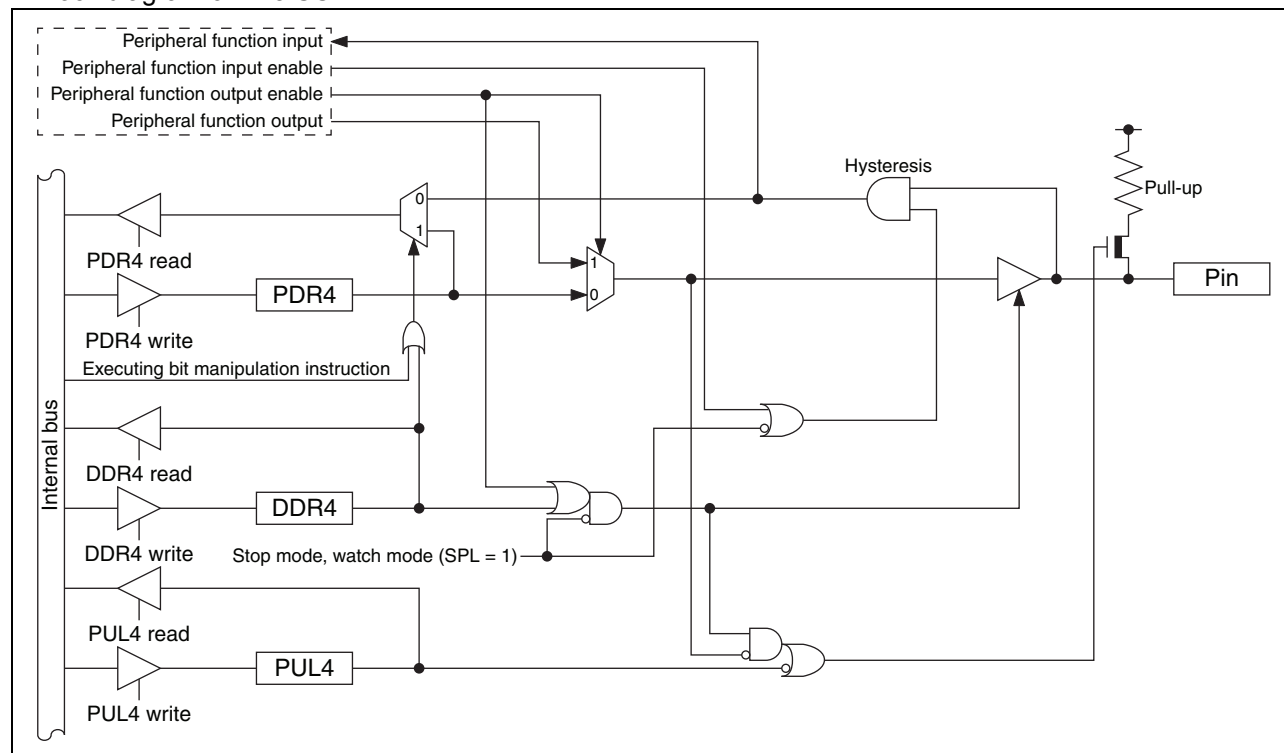 Peripheral function input
Peripheral function input enable
Peripheral function output enable
Peripheral function output
Hysteresis
Pull-up
0
1
PDR4 read
1
PDR4
0
Pin
PDR4 write
Executing bit manipulation instruction
Internal bus
DDR4 read
DDR4
DDR4 write
Stop mode, watch mode (SPL = 1)
PUL4 read
PUL4
PUL4 write